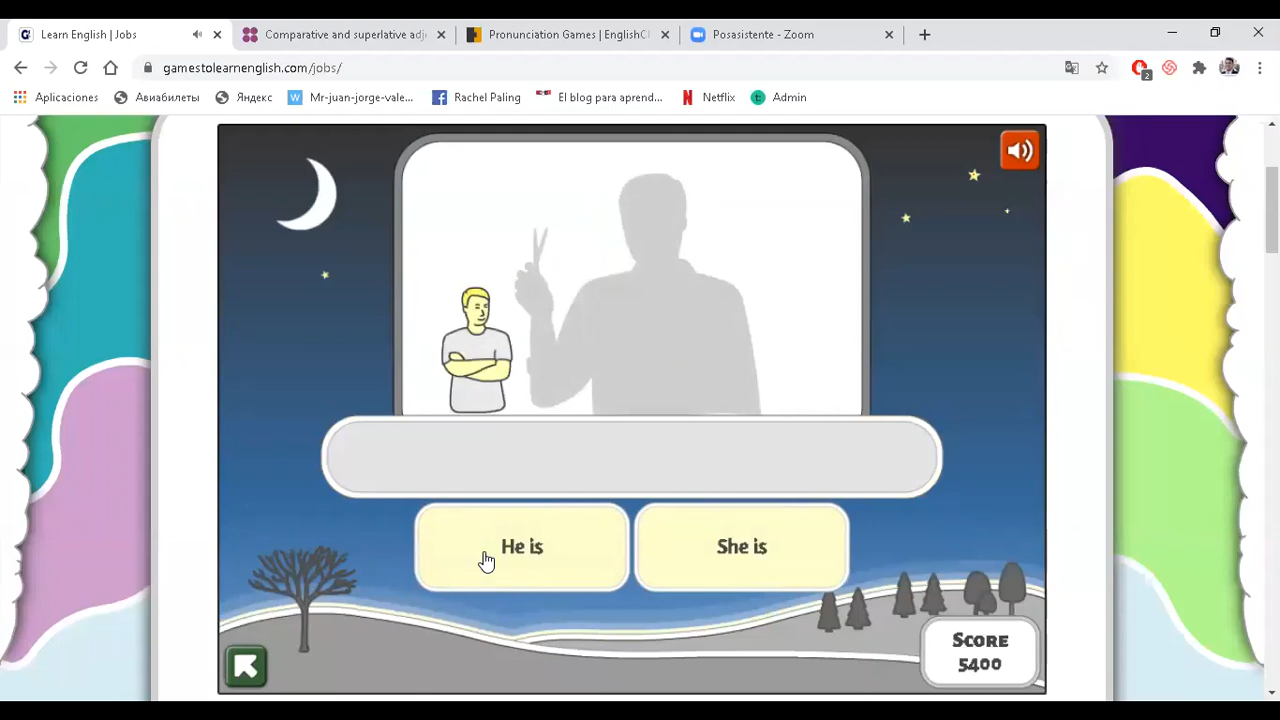 Learn English | Jobs
Comparative and superlative adj
Pronunciation Games | EnglishCl
Posasistente - Zoom
gamestolearnenglish.com/jobs/
2
Aplicaciones
Авиабилеты
Яндекс
W Mr-juan-jorge-vale...
Rachel Paling
El blog para aprend...
N Netflix
t Admin
He is
She is
SCORE
5400